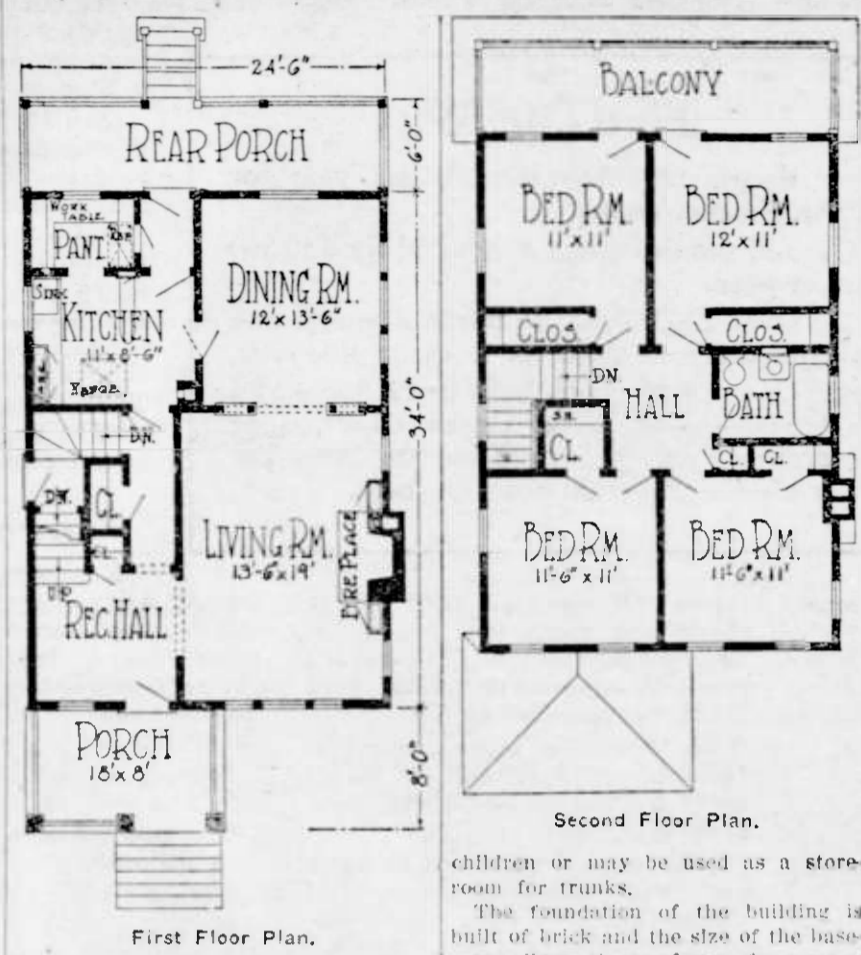 24'-6"
REAR PORCH
6'-0"
WORK
TABLE
PANT.
SINK
KITCHEN
11'x 8'-6"
RANGE.
DINING RM.
12'x 13'-6"
34'-0"
DN.
CL.
DN.
CL.
UP
LIVING RM.
13'-6"x19'
FIREPLACE
REC. HALL
PORCH
18'x 8'
8'-0"
First Floor Plan.
BALCONY
BED RM.
11'x 11'
BED RM.
12'x 11'
CLOS.
CLOS.
DN.
HALL
BATH
SH.
CL.
CL.
CL.
BED RM.
11'-6" x 11'
BED RM.
11'-6"x 11'
Second Floor Plan.
children or may be used as a store-
room for trunks.
The foundation of the building is
built of brick and the size of the base-